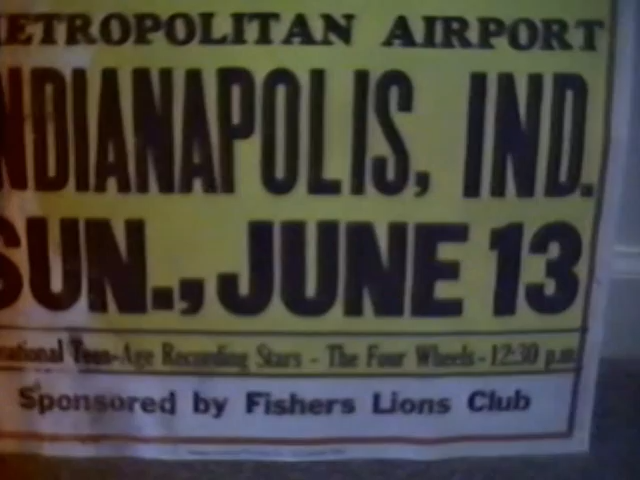 ETROPOLITAN AIRPORT
NDIANAPOLIS, IND.
SUN., JUNE 13
ational Teen-Age Recording Stars - The Four Wheels - 12:30 p.m.
Sponsored by Fishers Lions Club